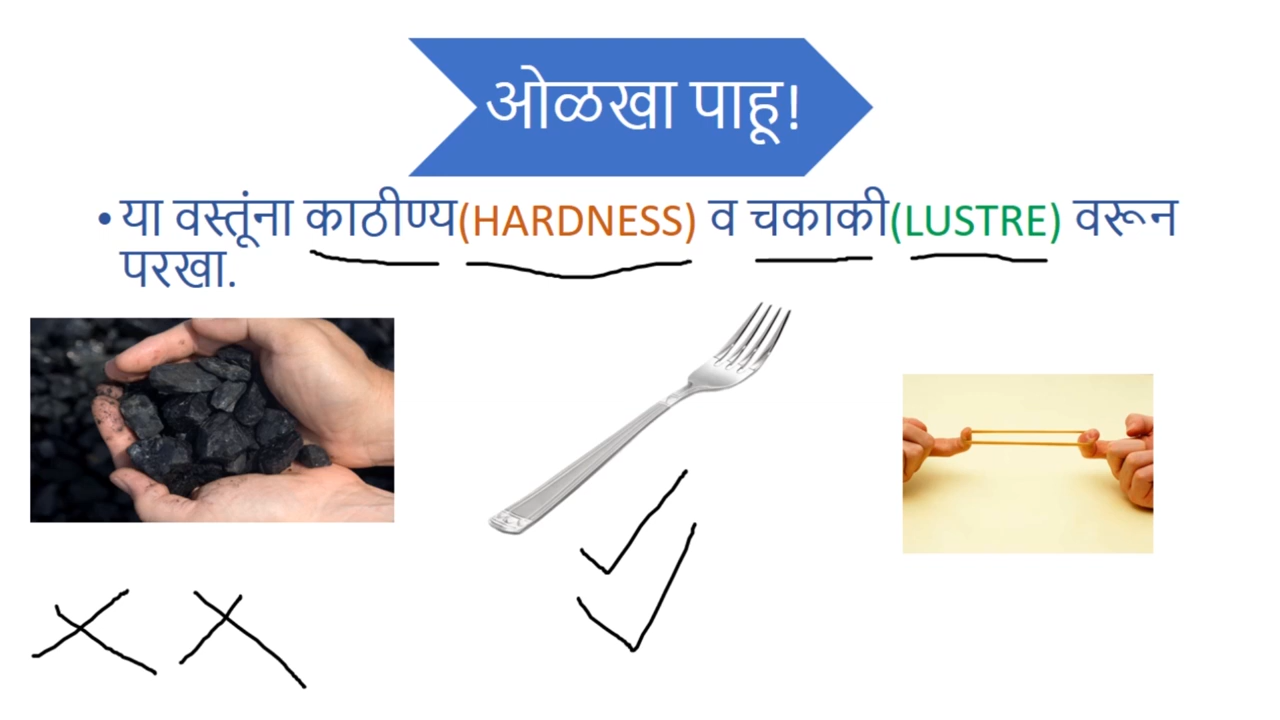 ओळखा पाहू!
• या वस्तूंना काठीण्य(HARDNESS) व चकाकी(LUSTRE) वरून
परखा.